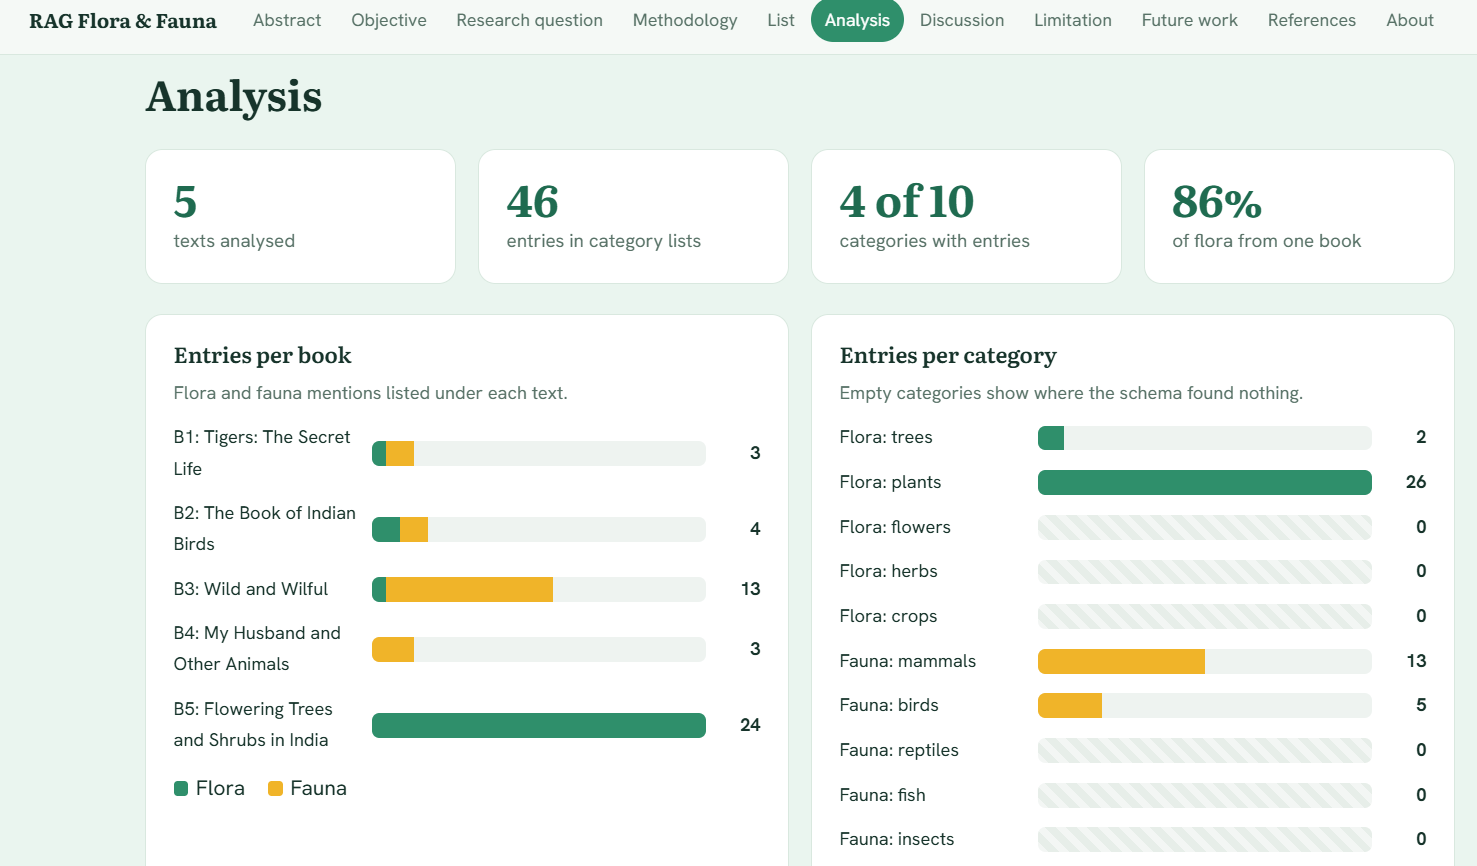 RAG Flora & Fauna Abstract Objective Research question Methodology List Analysis Discussion Limitation Future work References About
Analysis
5
texts analysed
46
entries in category lists
4 of 10
categories with entries
86%
of flora from one book
Entries per book
Flora and fauna mentions listed under each text.
B1: Tigers: The Secret
Life
3
B2: The Book of Indian
Birds
4
B3: Wild and Wilful
13
B4: My Husband and
Other Animals
3
B5: Flowering Trees
and Shrubs in India
24
Flora Fauna
Entries per category
Empty categories show where the schema found nothing.
Flora: trees 2
Flora: plants 26
Flora: flowers 0
Flora: herbs 0
Flora: crops 0
Fauna: mammals 13
Fauna: birds 5
Fauna: reptiles 0
Fauna: fish 0
Fauna: insects 0